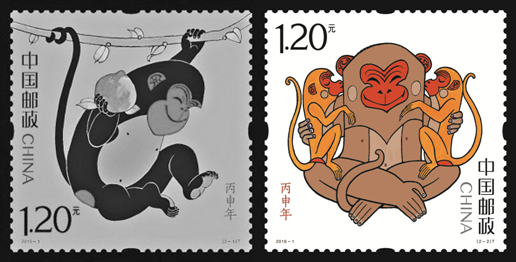 中国邮政
CHINA
1.20元
丙申年
2016-1
(2-1)T
1.20元
丙申年
中国邮政
CHINA
2016-1
(2-2)T